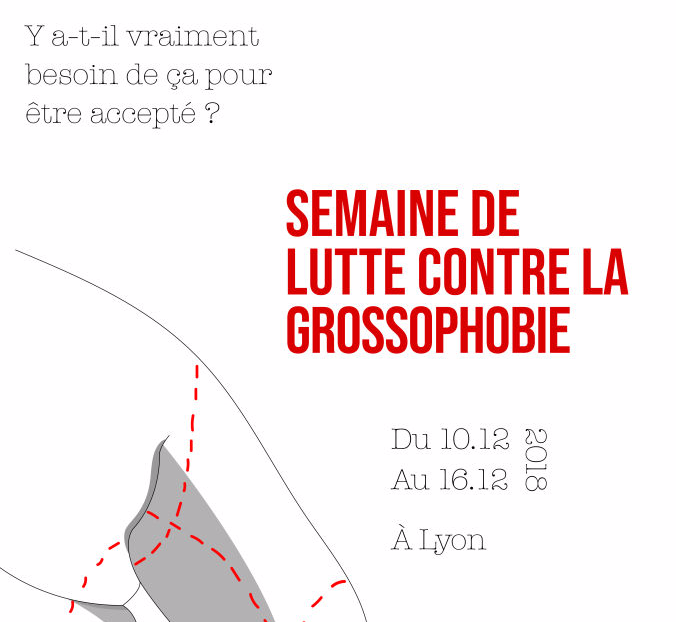 Y a-t-il vraiment
besoin de ça pour
être accepté ?
SEMAINE DE
LUTTE CONTRE LA
GROSSOPHOBIE
Du 10.12
Au 16.12
2018
À Lyon